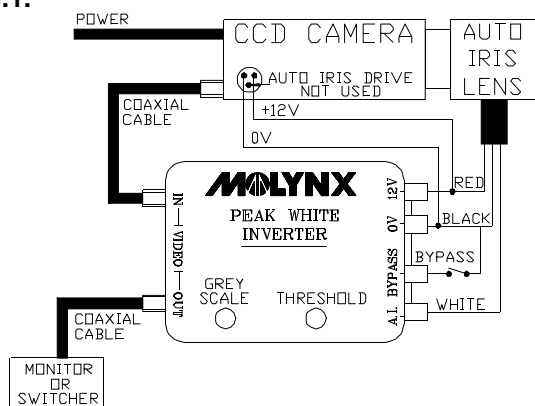 POWER
CCD CAMERA
AUTO
IRIS
LENS
AUTO IRIS DRIVE
NOT USED
COAXIAL
CABLE
+12V
0V
MOLYNX
PEAK WHITE
INVERTER
IN
VIDEO
OUT
12V
0V
BYPASS
A.I.
RED
BLACK
BYPASS
WHITE
GREY
SCALE
THRESHOLD
COAXIAL
CABLE
MONITOR
OR
SWITCHER